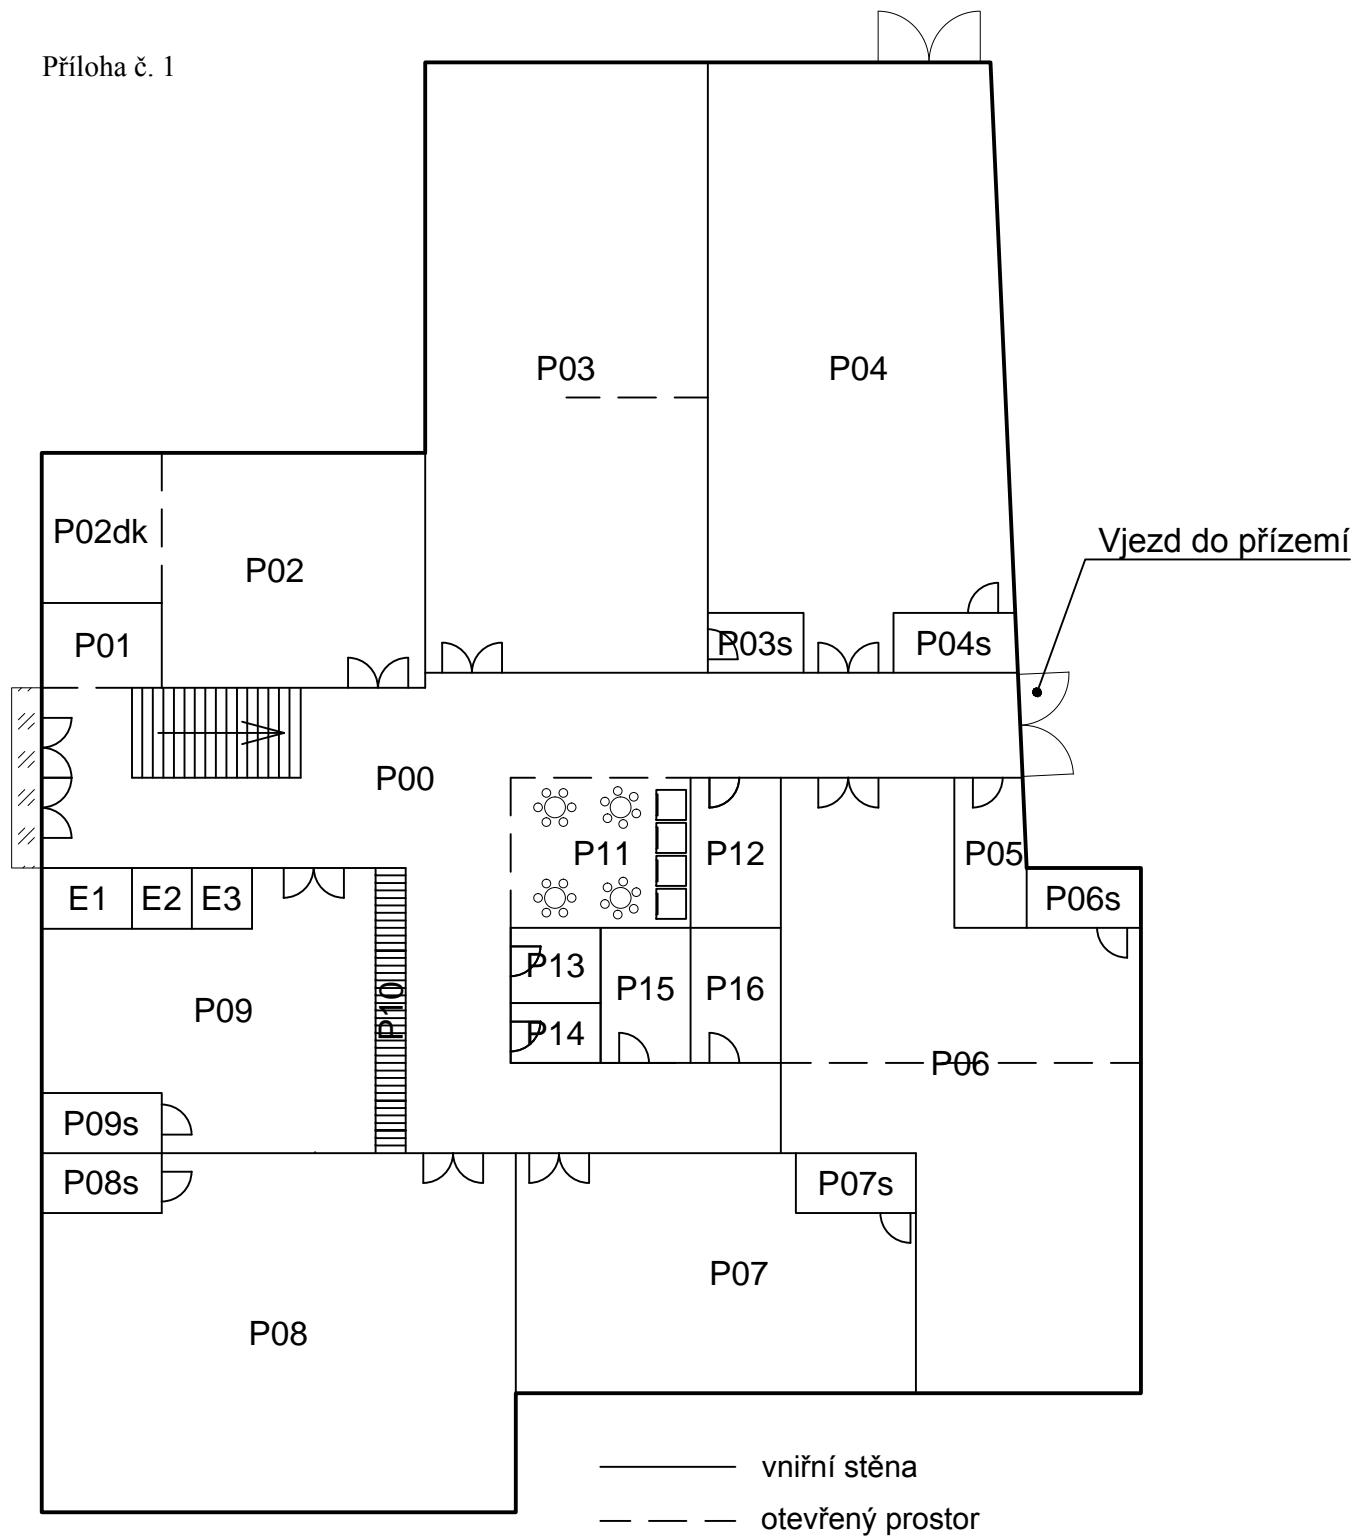 Příloha č. 1
P03
P04
P02dk
P02
Vjezd do přízemí
P01
P03s
P04s
P00
P11
P12
P05
E1
E2
E3
P06s
P13
P15
P16
P09
P10
P14
P06
P09s
P08s
P07s
P07
P08
vniřní stěna
otevřený prostor